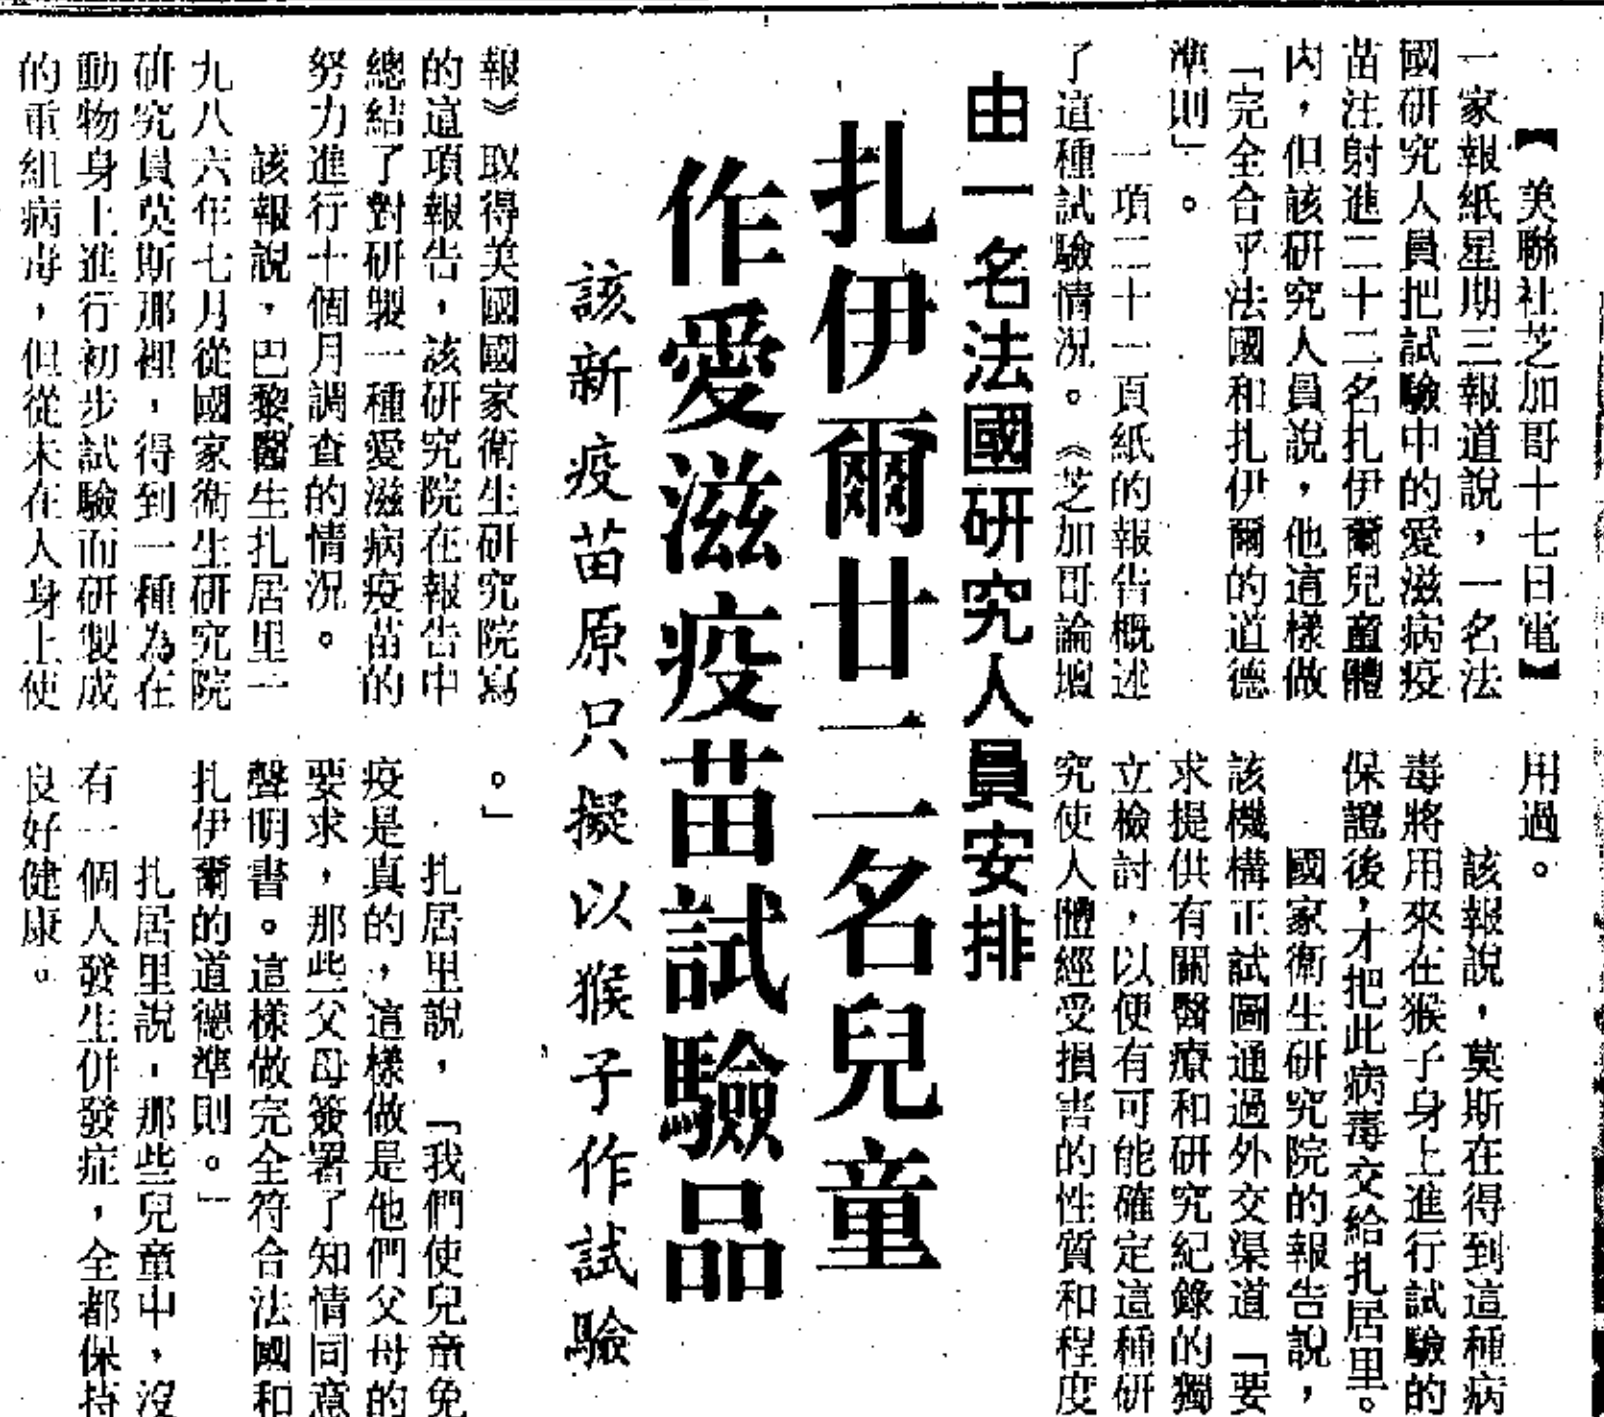 由一名法國研究人員安排
扎伊爾廿二名兒童
作愛滋疫苗試驗品
該新疫苗原只擬以猴子作試驗
【美聯社芝加哥十七日電】
一家報紙星期三報道說，一名法
國研究人員把試驗中的愛滋病疫
苗注射進二十二名扎伊爾兒童體
内，但該研究人員說，他這樣做
「完全合乎法國和扎伊爾的道德
準則」。
一項二十一頁紙的報告概述
了這種試驗情況。《芝加哥論壇
報》取得美國國家衛生研究院寫
的這項報告，該研究院在報告中
總結了對研製一種愛滋病疫苗的
努力進行十個月調查的情況。
該報說，巴黎醫生扎居里一
九八六年七月從國家衛生研究院
研究員莫斯那裡，得到一種為在
動物身上進行初步試驗而研製成
的重組病毒，但從未在人身上使
用過。
該報說，莫斯在得到這種病
毒將用來在猴子身上進行試驗的
保證後，才把此病毒交給扎居里。
國家衛生研究院的報告說，
該機構正試圖通過外交渠道「要
求提供有關醫療和研究紀錄的獨
立檢討，以便有可能確定這種研
究使人體經受損害的性質和程度
。」
扎居里說，「我們使兒童免
疫是真的，這樣做是他們父母的
要求，那些父母簽署了知情同意
聲明書。這樣做完全符合法國和
扎伊爾的道德準則。」
扎居里說，那些兒童中，沒
有一個人發生併發症，全都保持
良好健康。